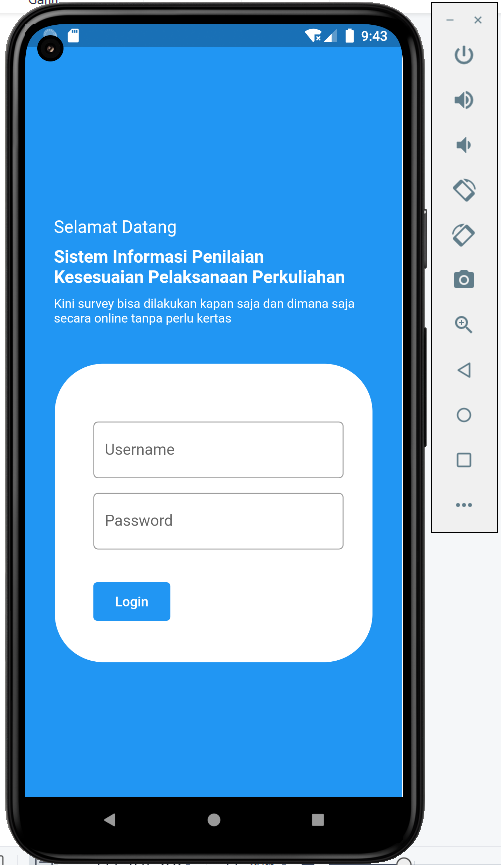 9:43
Selamat Datang
Sistem Informasi Penilaian
Kesesuaian Pelaksanaan Perkuliahan
Kini survey bisa dilakukan kapan saja dan dimana saja
secara online tanpa perlu kertas
Username
Password
Login